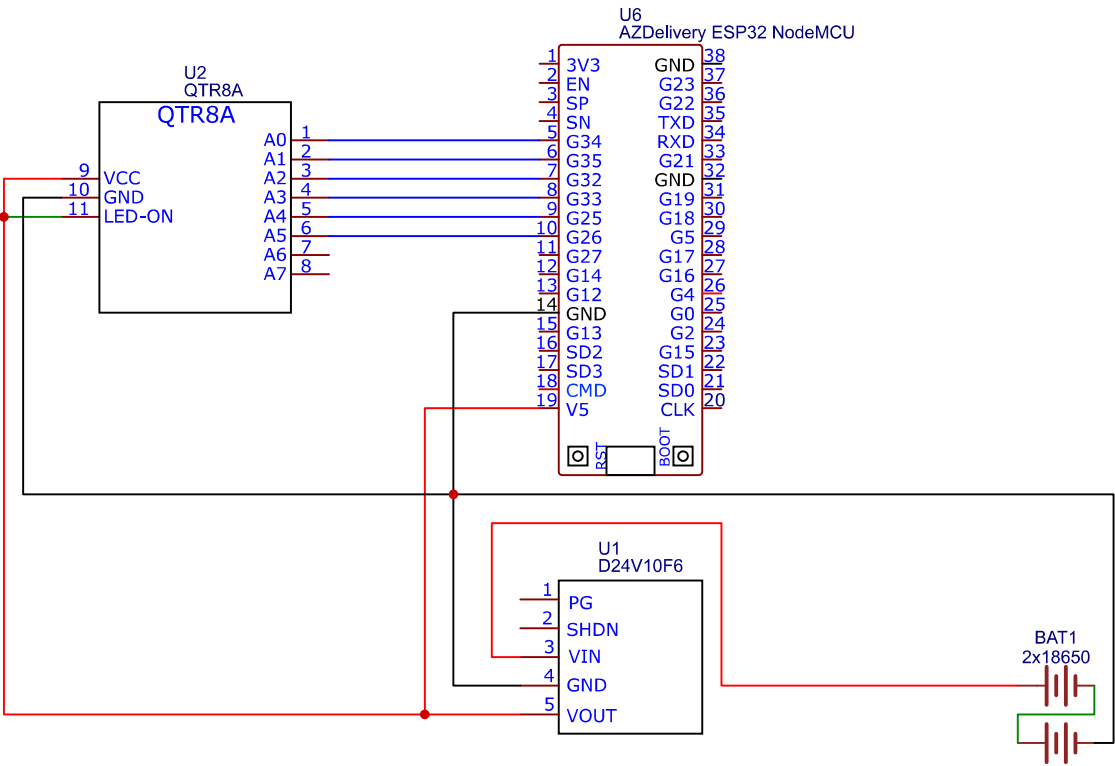 U6
AZDelivery ESP32 NodeMCU
1 3V3 GND 38
2 EN G23 37
3 SP G22 36
4 SN TXD 35
5 G34 RXD 34
6 G35 G21 33
7 G32 GND 32
8 G33 G19 31
9 G25 G18 30
10 G26 G5 29
11 G27 G17 28
12 G14 G16 27
13 G12 G4 26
14 GND G0 25
15 G13 G2 24
16 SD2 G15 23
17 SD3 SD1 22
18 CMD SD0 21
19 V5 CLK 20
RST
BOOT
U2
QTR8A
QTR8A
A0 1
A1 2
9 VCC A2 3
10 GND A3 4
11 LED-ON A4 5
A5 6
A6 7
A7 8
U1
D24V10F6
1 PG
2 SHDN
3 VIN
4 GND
5 VOUT
BAT1
2x18650